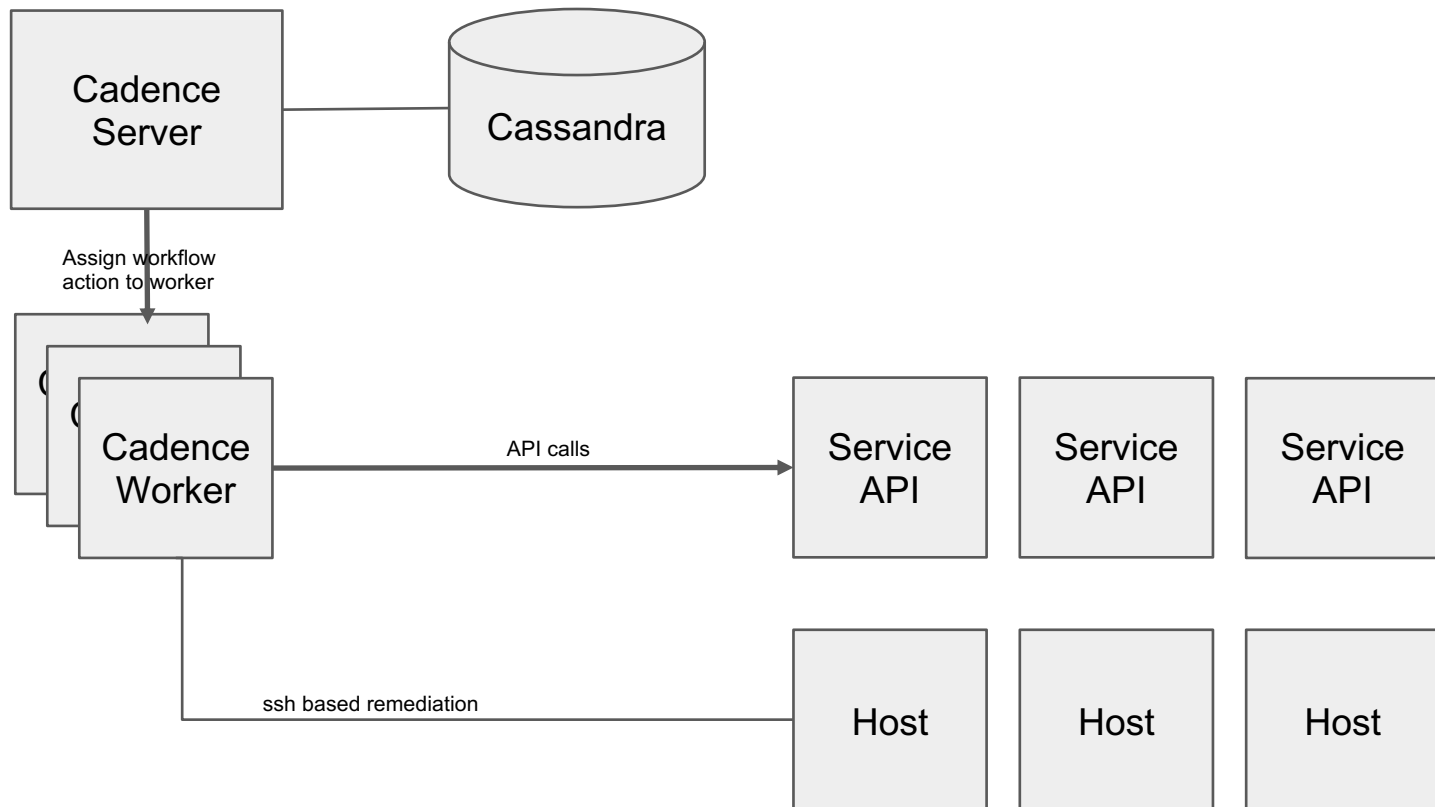 Cadence
Server
Cassandra
Assign workflow
action to worker
C
C
Cadence
Worker
API calls
Service
API
Service
API
Service
API
ssh based remediation
Host
Host
Host